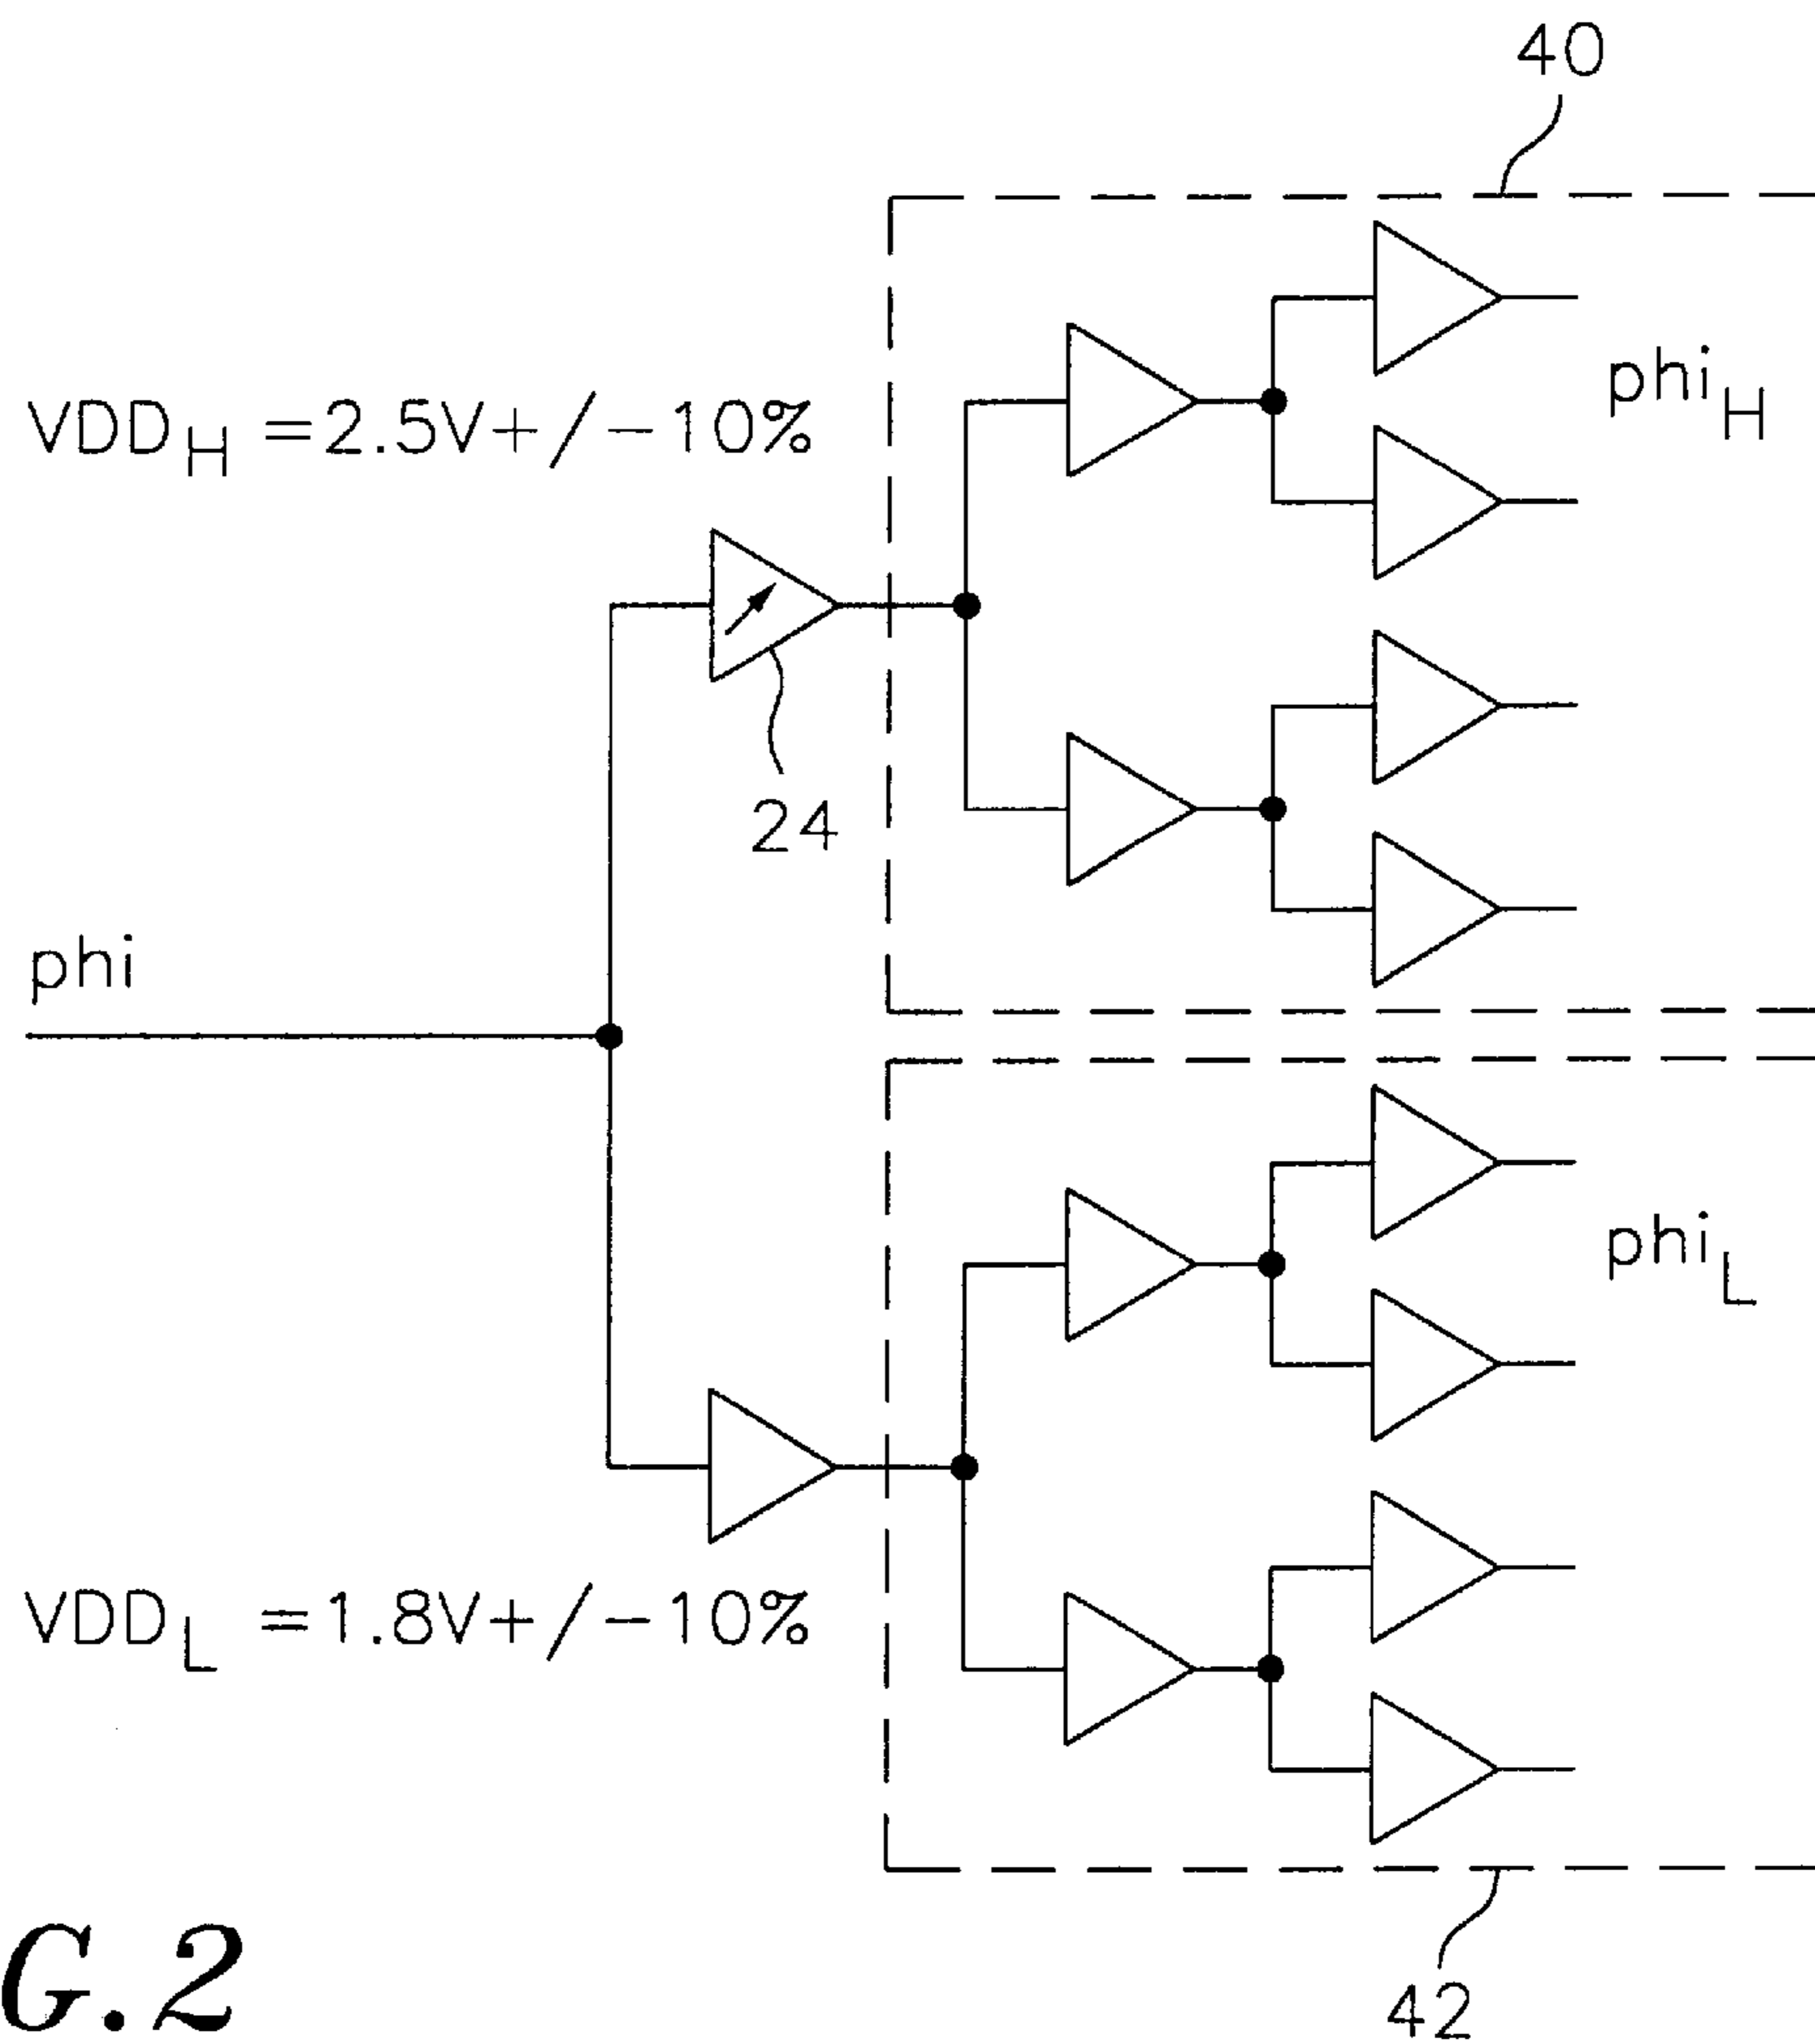 40
phiH
VDDH =2.5V+/-10%
24
phi
phiL
VDDL =1.8V+/-10%
42
G.2